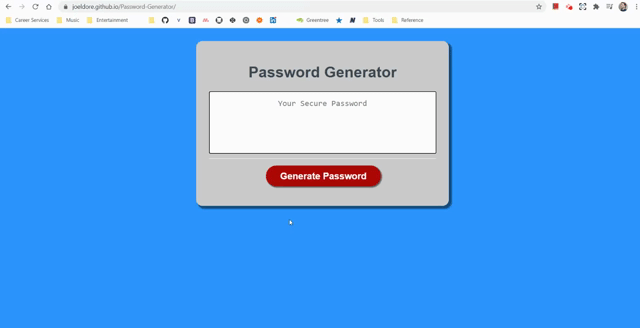 joeldore.github.io/Password-Generator/
Career Services Music Entertainment Greentree Tools Reference
Password Generator
Your Secure Password
Generate Password